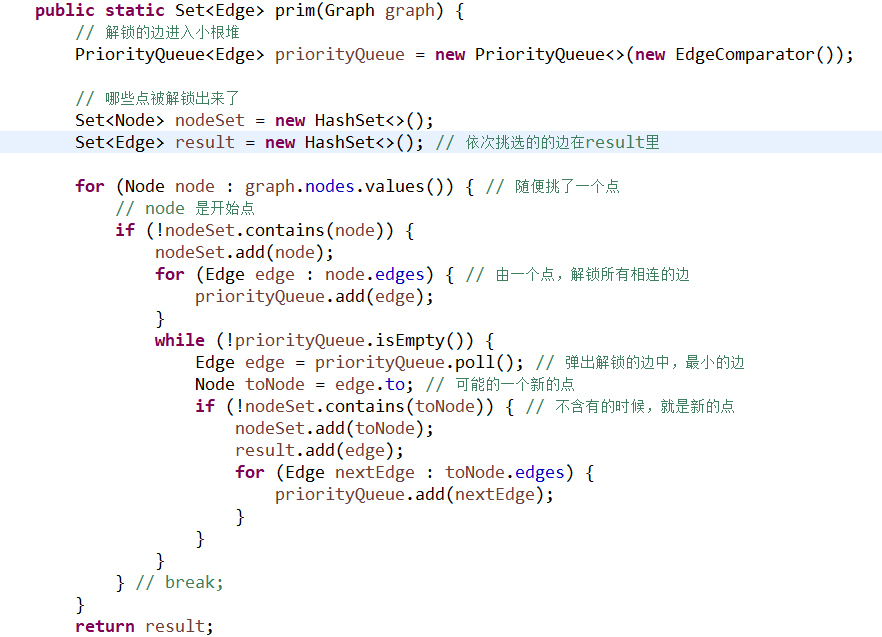 public static Set<Edge> prim(Graph graph) {
// 解锁的边进入小根堆
PriorityQueue<Edge> priorityQueue = new PriorityQueue<>(new EdgeComparator());
// 哪些点被解锁出来了
Set<Node> nodeSet = new HashSet<>();
Set<Edge> result = new HashSet<>(); // 依次挑选的的边在result里
for (Node node : graph.nodes.values()) { // 随便挑了一个点
// node 是开始点
if (!nodeSet.contains(node)) {
nodeSet.add(node);
for (Edge edge : node.edges) { // 由一个点，解锁所有相连的边
priorityQueue.add(edge);
}
while (!priorityQueue.isEmpty()) {
Edge edge = priorityQueue.poll(); // 弹出解锁的边中，最小的边
Node toNode = edge.to; // 可能的一个新的点
if (!nodeSet.contains(toNode)) { // 不含有的时候，就是新的点
nodeSet.add(toNode);
result.add(edge);
for (Edge nextEdge : toNode.edges) {
priorityQueue.add(nextEdge);
}
}
}
} // break;
}
return result;